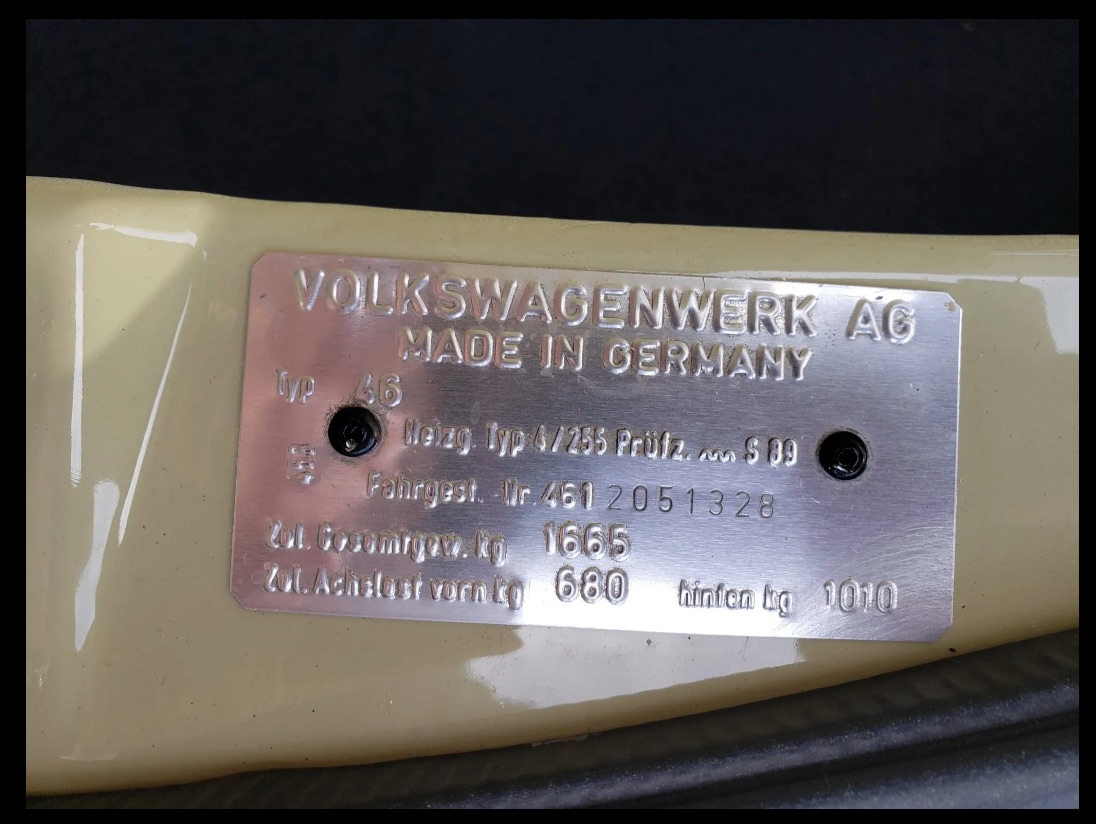 VOLKSWAGENWERK AG
MADE IN GERMANY
Typ 46
Heizg. Typ 4/255 Prüfz. S 89
Fahrgest. Nr. 461 2051328
Zul. Gesamtgew. kg 1665
Zul. Achslast vorn kg 680 hinten kg 1010